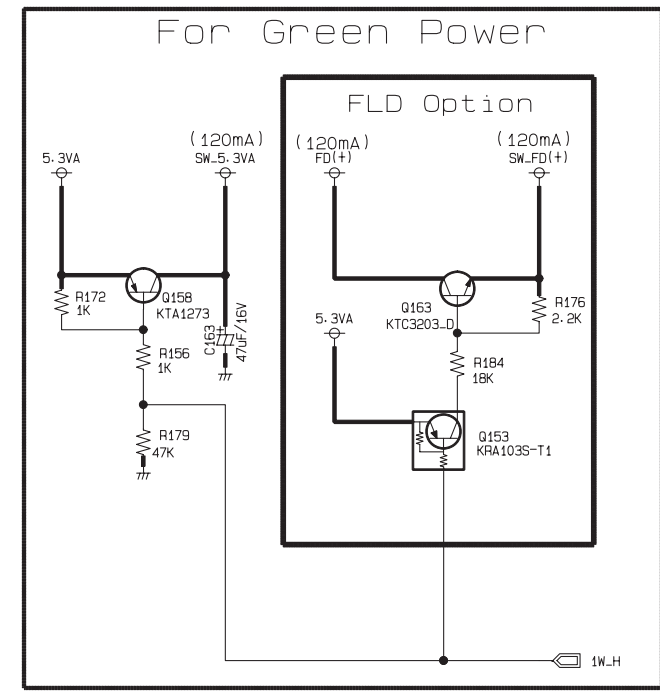 For Green Power
FLD Option
(120mA)
SW_5.3VA
5.3VA
(120mA)
FD(+)
(120mA)
SW_FD(+)
R172
1K
Q158
KTA1273
C163
47uF/16V
+
R156
1K
R179
47K
Q163
KTC3203_D
R176
2.2K
5.3VA
R184
18K
Q153
KRA103S-T1
1W_H